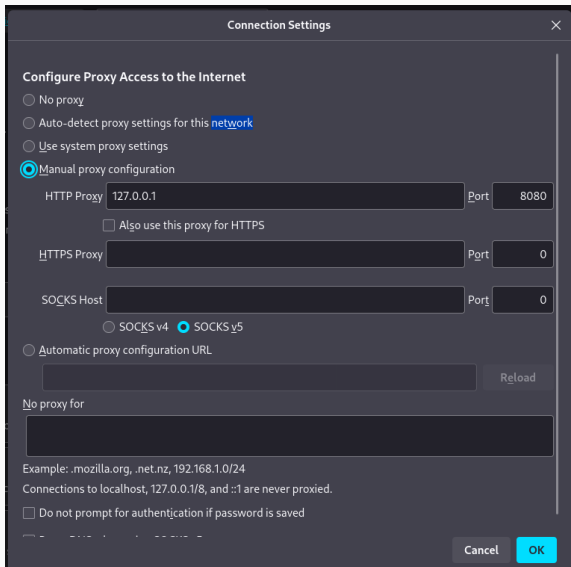 Connection Settings
Configure Proxy Access to the Internet
No proxy
Auto-detect proxy settings for this network
Use system proxy settings
Manual proxy configuration
HTTP Proxy 127.0.0.1 Port 8080
Also use this proxy for HTTPS
HTTPS Proxy Port 0
SOCKS Host Port 0
SOCKS v4 SOCKS v5
Automatic proxy configuration URL
Reload
No proxy for
Example: .mozilla.org, .net.nz, 192.168.1.0/24
Connections to localhost, 127.0.0.1/8, and ::1 are never proxied.
Do not prompt for authentication if password is saved
Cancel OK